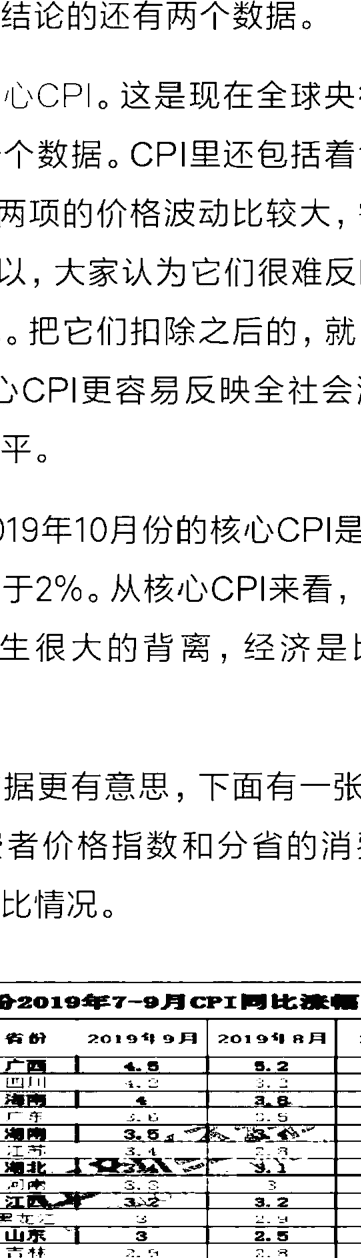 结论的还有两个数据。
心CPI。这是现在全球央
个数据。CPI里还包括着
两项的价格波动比较大,
以,大家认为它们很难反
。把它们扣除之后的,就
心CPI更容易反映全社会
平。
019年10月份的核心CPI是
于2%。从核心CPI来看,
生很大的背离,经济是比
据更有意思,下面有一张
者价格指数和分省的消
比情况。
份2019年7-9月CPI同比涨幅
省份 2019年9月 2019年8月
广西 4.5 5.2
四川 4.2 3.2
海南 4 3.8
广东 3.6 3.5
湖南 3.5 3.4
江苏 3.4 2.8
湖北 3.1
河南 3.3 3
江西 3.2 3.2
黑龙江 3 2.9
山东 3 2.5
吉林 2.9 2.8